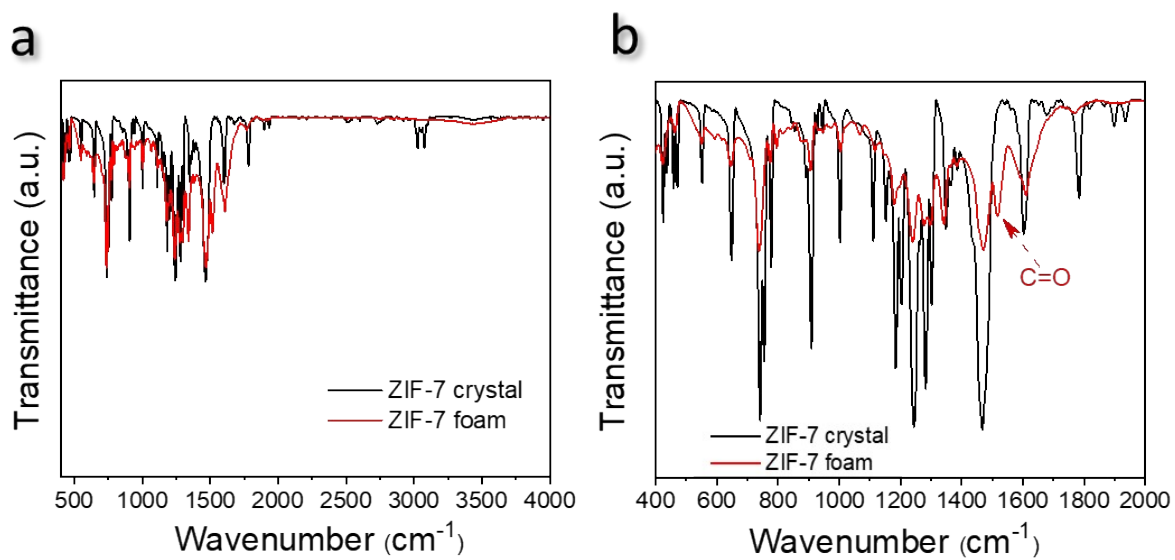 a
Transmittance (a.u.)
ZIF-7 crystal
ZIF-7 foam
500 1000 1500 2000 2500 3000 3500 4000
Wavenumber (cm⁻¹)
b
Transmittance (a.u.)
C=O
ZIF-7 crystal
ZIF-7 foam
400 600 800 1000 1200 1400 1600 1800 2000
Wavenumber (cm⁻¹)